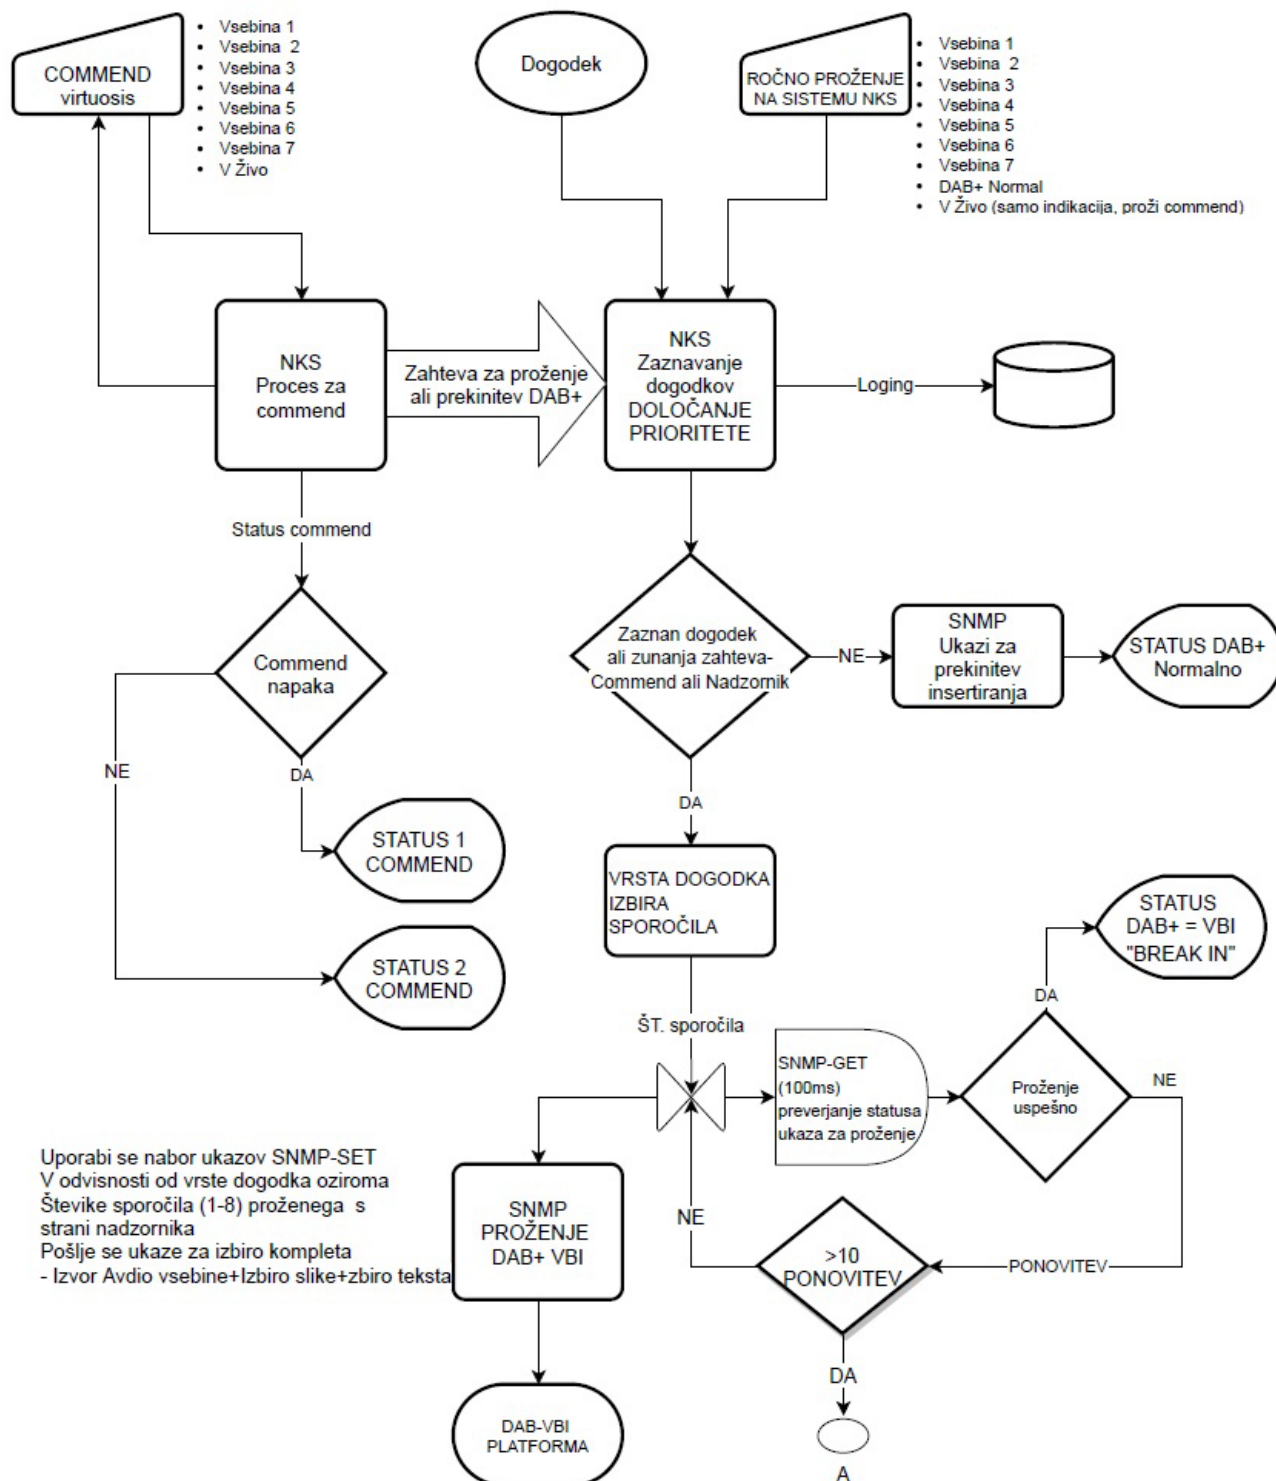 COMMEND
virtuosis
• Vsebina 1
• Vsebina 2
• Vsebina 3
• Vsebina 4
• Vsebina 5
• Vsebina 6
• Vsebina 7
• V Živo
Dogodek
ROČNO PROŽENJE
NA SISTEMU NKS
• Vsebina 1
• Vsebina 2
• Vsebina 3
• Vsebina 4
• Vsebina 5
• Vsebina 6
• Vsebina 7
• DAB+ Normal
• V Živo (samo indikacija, proži commend)
NKS
Proces za
commend
Zahteva za proženje
ali prekinitev DAB+
NKS
Zaznavanje
dogodkov
DOLOČANJE
PRIORITETE
Loging
Status commend
Commend
napaka
NE
DA
STATUS 1
COMMEND
STATUS 2
COMMEND
Zaznan dogodek
ali zunanja zahteva-
Commend ali Nadzornik
NE
SNMP
Ukazi za
prekinitev
insertiranja
STATUS DAB+
Normalno
DA
VRSTA DOGODKA
IZBIRA
SPOROČILA
ŠT. sporočila
SNMP-GET
(100ms)
preverjanje statusa
ukaza za proženje
Proženje
uspešno
DA
STATUS
DAB+ = VBI
"BREAK IN"
NE
PONOVITEV
>10
PONOVITEV
NE
DA
A
Uporabi se nabor ukazov SNMP-SET
V odvisnosti od vrste dogodka oziroma
Števike sporočila (1-8) proženega s
strani nadzornika
Pošlje se ukaze za izbiro kompleta
- Izvor Avdio vsebine+Izbiro slike+zbiro teksta
SNMP
PROŽENJE
DAB+ VBI
DAB-VBI
PLATFORMA